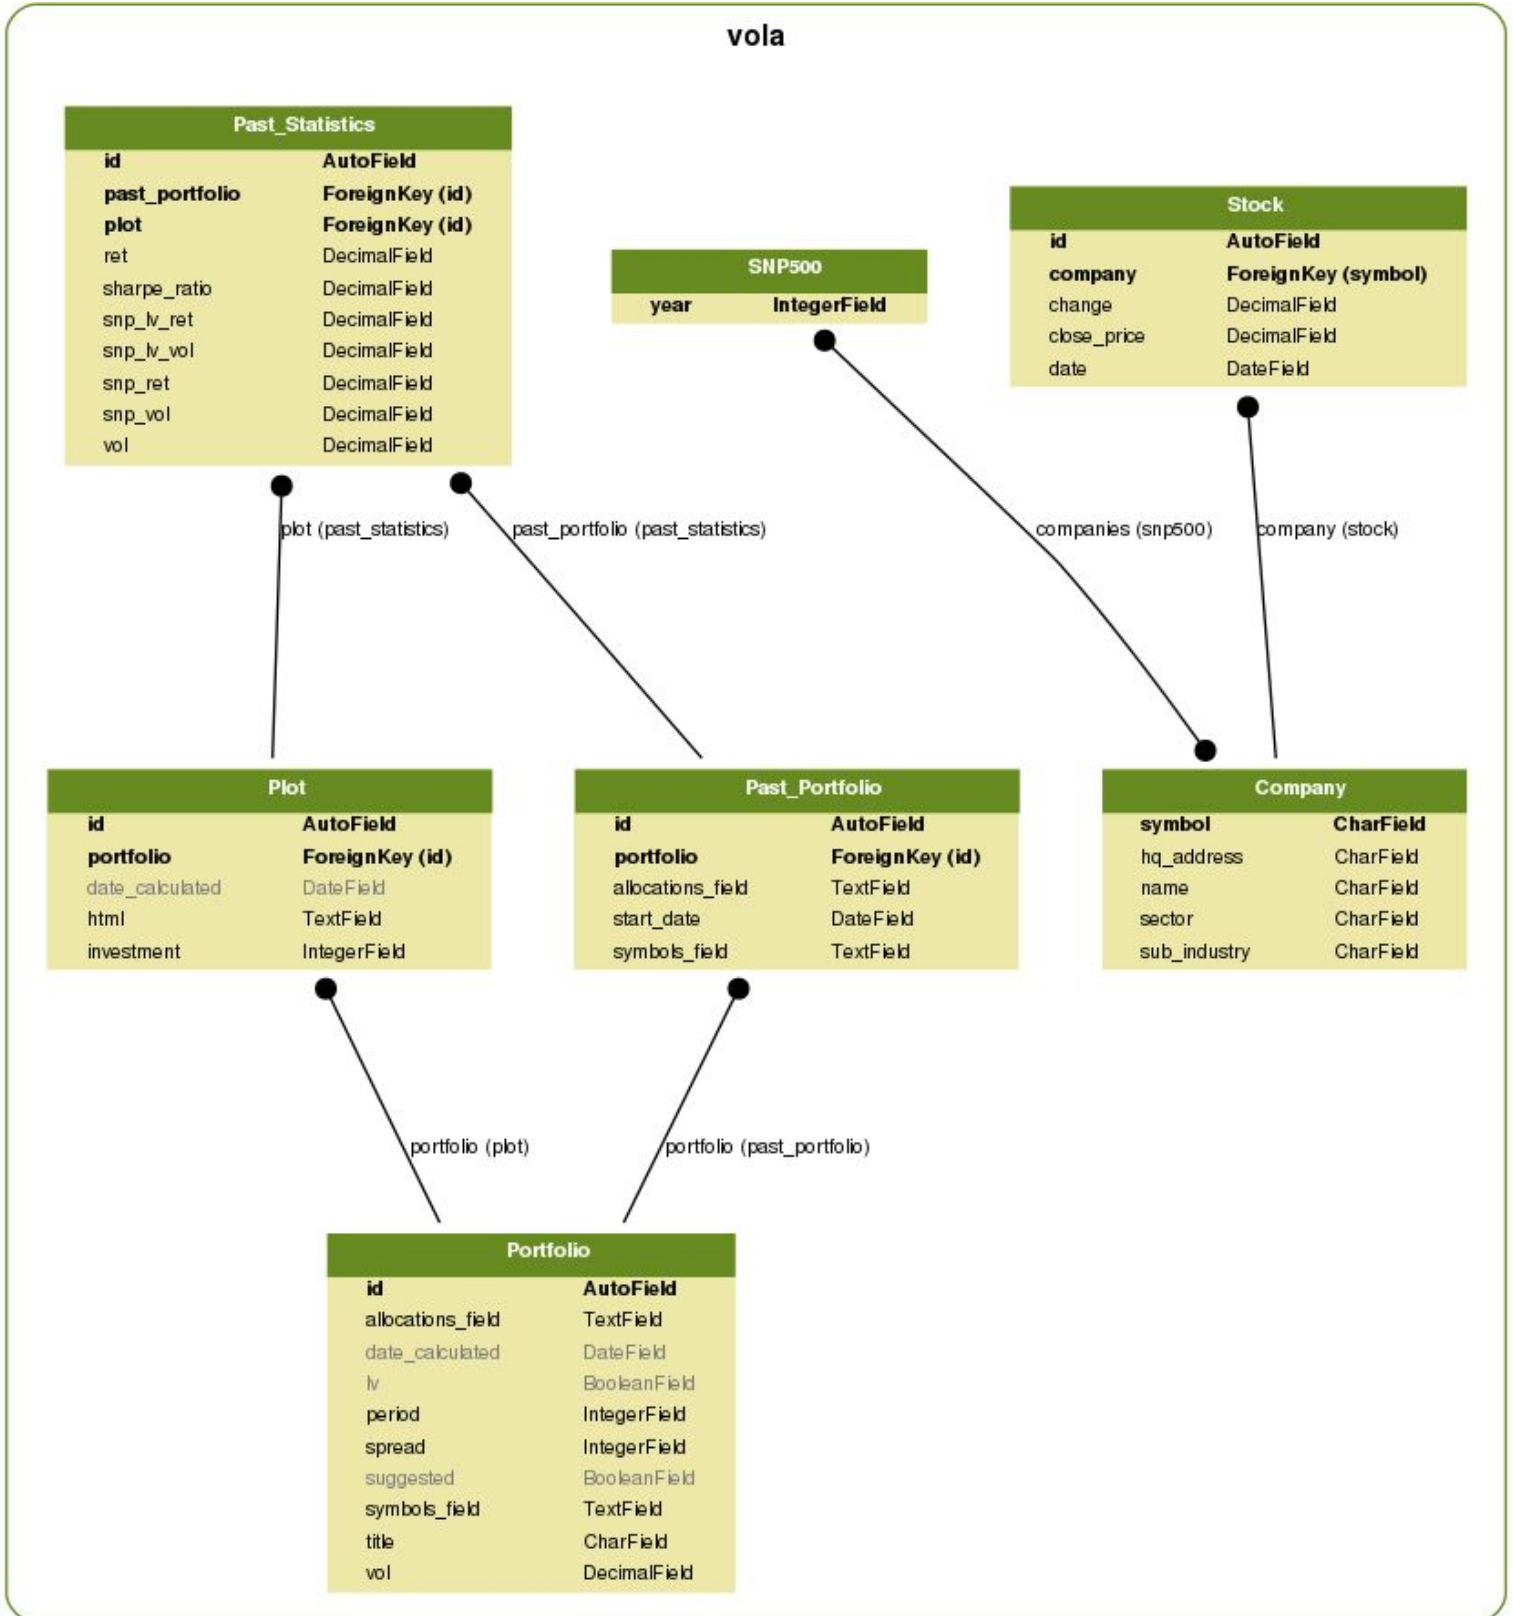 vola
Past_Statistics
id AutoField
past_portfolio ForeignKey (id)
plot ForeignKey (id)
ret DecimalField
sharpe_ratio DecimalField
snp_lv_ret DecimalField
snp_lv_vol DecimalField
snp_ret DecimalField
snp_vol DecimalField
vol DecimalField
SNP500
year IntegerField
Stock
id AutoField
company ForeignKey (symbol)
change DecimalField
close_price DecimalField
date DateField
plot (past_statistics)
past_portfolio (past_statistics)
companies (snp500)
company (stock)
Plot
id AutoField
portfolio ForeignKey (id)
date_calculated DateField
html TextField
investment IntegerField
Past_Portfolio
id AutoField
portfolio ForeignKey (id)
allocations_field TextField
start_date DateField
symbols_field TextField
Company
symbol CharField
hq_address CharField
name CharField
sector CharField
sub_industry CharField
portfolio (plot)
portfolio (past_portfolio)
Portfolio
id AutoField
allocations_field TextField
date_calculated DateField
lv BooleanField
period IntegerField
spread IntegerField
suggested BooleanField
symbols_field TextField
title CharField
vol DecimalField